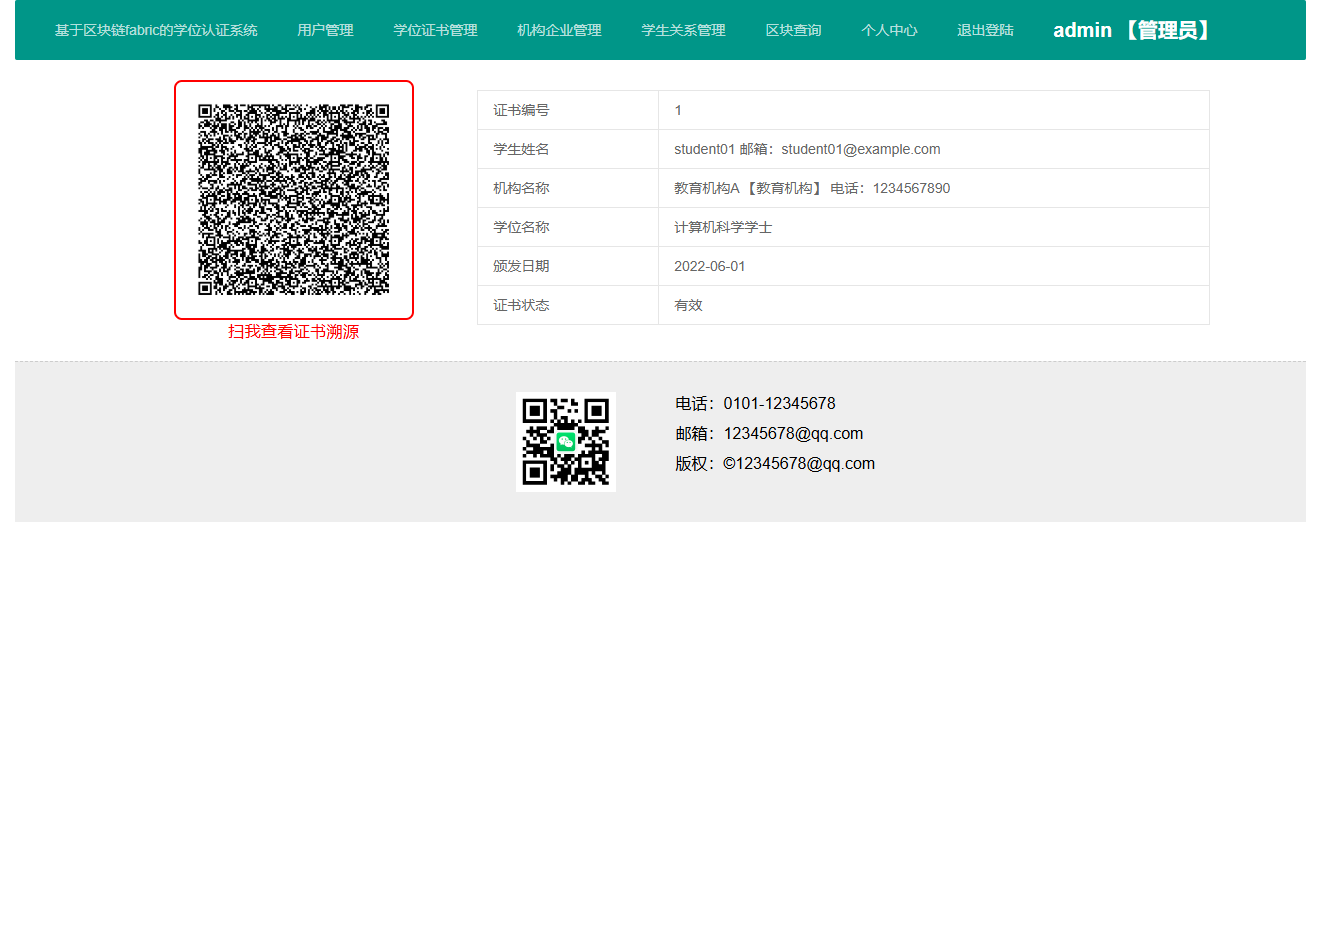 基于区块链fabric的学位认证系统 用户管理 学位证书管理 机构企业管理 学生关系管理 区块查询 个人中心 退出登陆 admin 【管理员】
证书编号 1
学生姓名 student01 邮箱：student01@example.com
机构名称 教育机构A 【教育机构】 电话：1234567890
学位名称 计算机科学学士
颁发日期 2022-06-01
证书状态 有效
扫我查看证书溯源
电话：0101-12345678
邮箱：12345678@qq.com
版权：©12345678@qq.com